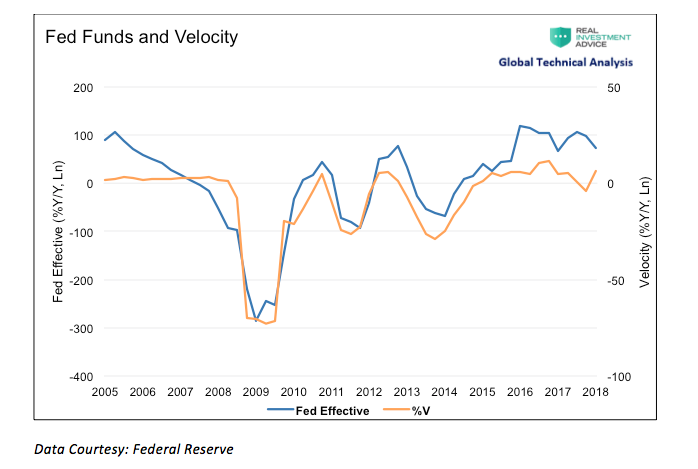 Fed Funds and Velocity
REAL
INVESTMENT
ADVICE
Global Technical Analysis
200
100
0
-100
-200
-300
-400
Fed Effective (%Y/Y, Ln)
50
0
-50
-100
Velocity (%Y/Y, Ln)
2005 2006 2007 2008 2009 2010 2011 2012 2013 2014 2015 2016 2017 2018
Fed Effective %V
Data Courtesy: Federal Reserve